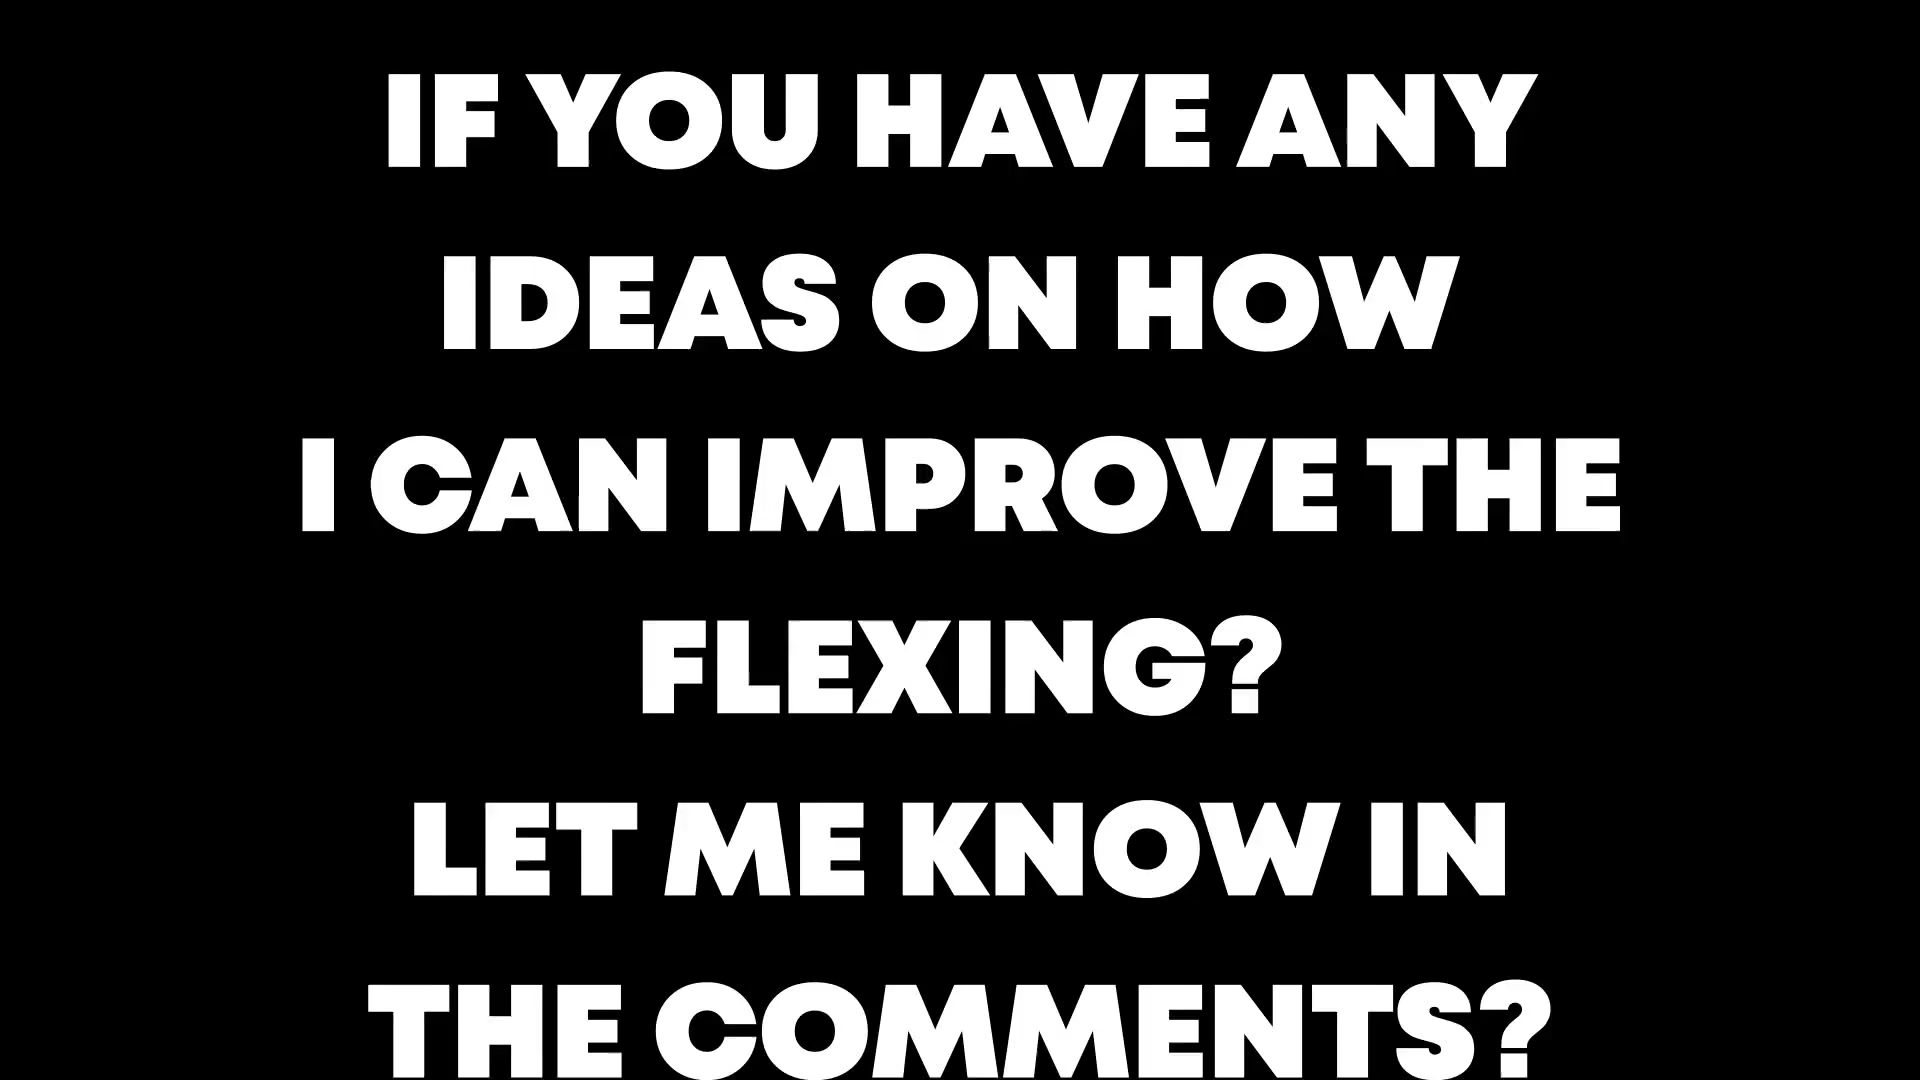 IF YOU HAVE ANY
IDEAS ON HOW
I CAN IMPROVE THE
FLEXING?
LET ME KNOW IN
THE COMMENTS?